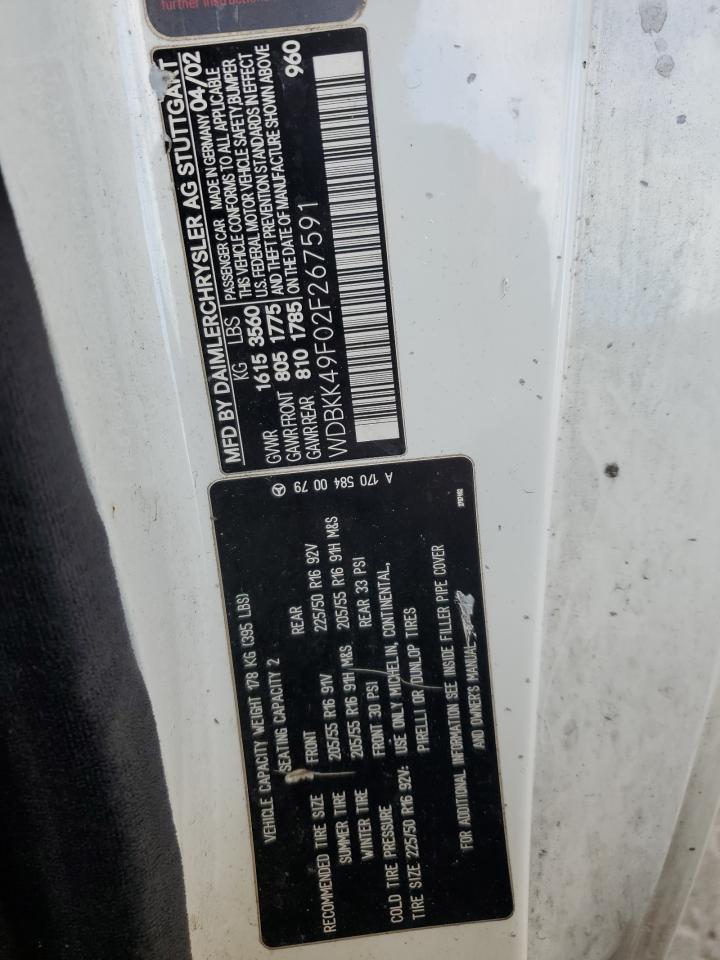 further instructions
MFD BY DAIMLERCHRYSLER AG STUTTGART
KG LBS PASSENGER CAR MADE IN GERMANY 04/02
THIS VEHICLE CONFORMS TO ALL APPLICABLE
GVWR 1615 3560 U.S. FEDERAL MOTOR VEHICLE SAFETY,BUMPER
GAWR FRONT 805 1775 AND THEFT PREVENTION STANDARDS IN EFFECT
GAWR REAR 810 1785 ON THE DATE OF MANUFACTURE SHOWN ABOVE
960
WDBKK49F02F267591
A 170 584 00 79
VEHICLE CAPACITY WEIGHT 178 KG (395 LBS)
SEATING CAPACITY 2
RECOMMENDED TIRE SIZE FRONT REAR
SUMMER TIRE 205/55 R16 91V 225/50 R16 92V
WINTER TIRE 205/55 R16 91H M&S 205/55 R16 91H M&S
COLD TIRE PRESSURE FRONT 30 PSI REAR 33 PSI
TIRE SIZE 225/50 R16 92V: USE ONLY MICHELIN, CONTINENTAL,
PIRELLI OR DUNLOP TIRES
FOR ADDITIONAL INFORMATION SEE INSIDE FILLER PIPE COVER
AND OWNER'S MANUAL